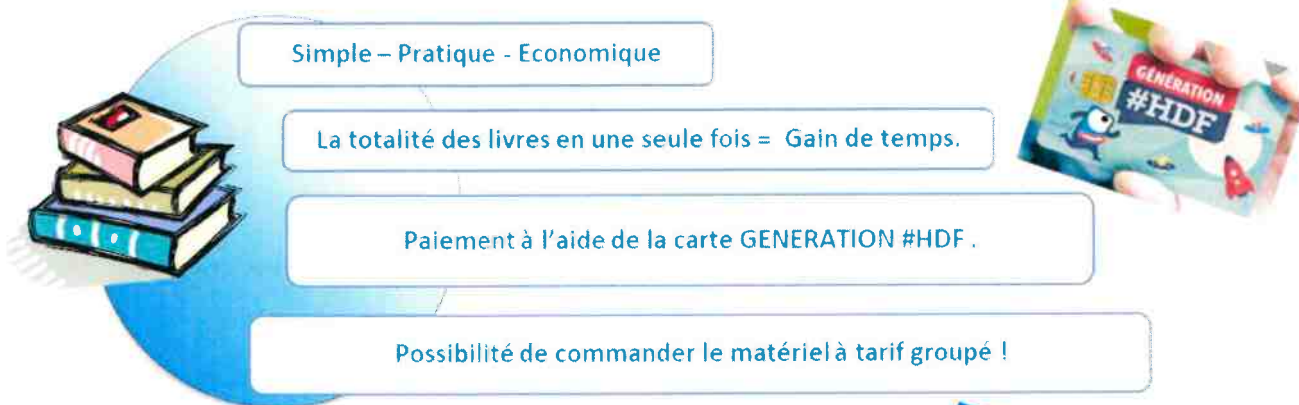 Simple – Pratique - Economique
GÉNÉRATION
#HDF
La totalité des livres en une seule fois = Gain de temps.
Paiement à l'aide de la carte GENERATION #HDF .
Possibilité de commander le matériel à tarif groupé !